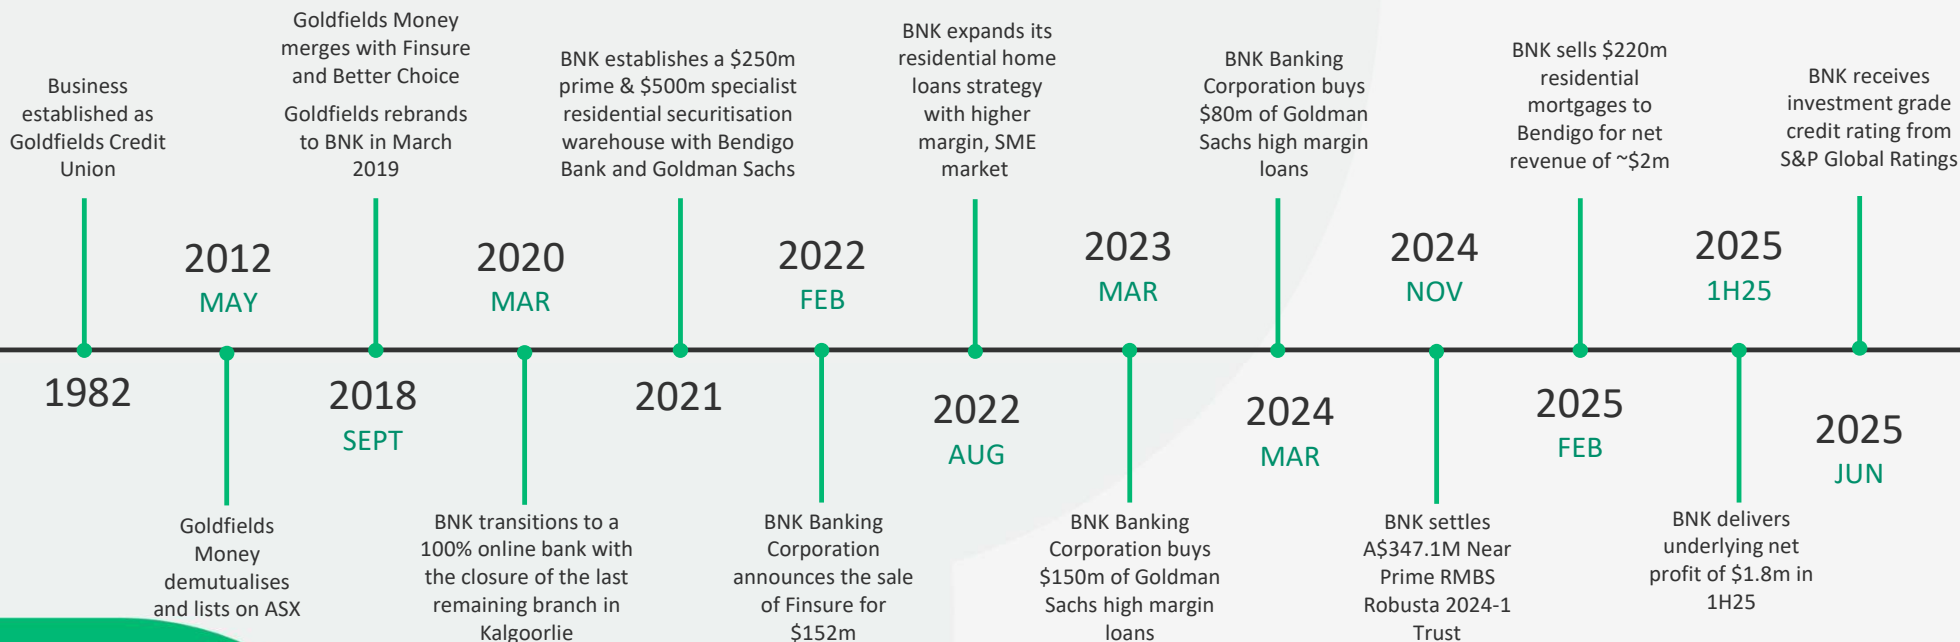 Business
established as
Goldfields Credit
Union
1982
2012
MAY
Goldfields
Money
demutualises
and lists on ASX
Goldfields Money
merges with Finsure
and Better Choice
Goldfields rebrands
to BNK in March
2019
2018
SEPT
2020
MAR
BNK transitions to a
100% online bank with
the closure of the last
remaining branch in
Kalgoorlie
BNK establishes a $250m
prime & $500m specialist
residential securitisation
warehouse with Bendigo
Bank and Goldman Sachs
2021
2022
FEB
BNK Banking
Corporation
announces the sale
of Finsure for
$152m
BNK expands its
residential home
loans strategy
with higher
margin, SME
market
2022
AUG
2023
MAR
BNK Banking
Corporation buys
$150m of Goldman
Sachs high margin
loans
BNK Banking
Corporation buys
$80m of Goldman
Sachs high margin
loans
2024
MAR
2024
NOV
BNK settles
A$347.1M Near
Prime RMBS
Robusta 2024-1
Trust
BNK sells $220m
residential
mortgages to
Bendigo for net
revenue of ~$2m
2025
FEB
2025
1H25
BNK delivers
underlying net
profit of $1.8m in
1H25
BNK receives
investment grade
credit rating from
S&P Global Ratings
2025
JUN